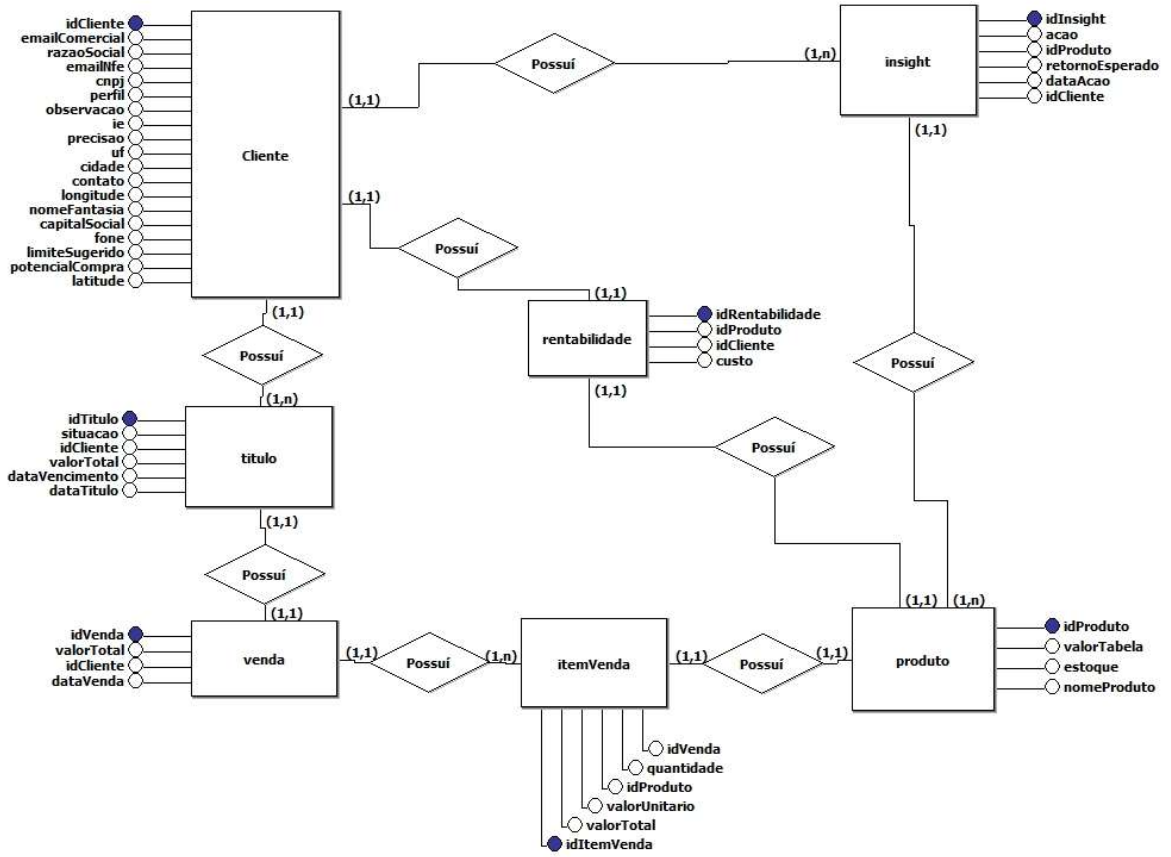 idCliente
emailComercial
razaoSocial
emailNfe
cnpj
perfil
observacao
ie
precisao
uf
cidade
contato
longitude
nomeFantasia
capitalSocial
fone
limiteSugerido
potencialCompra
latitude
Cliente
(1,1)
Possuí
(1,n)
insight
idInsight
acao
idProduto
retornoEsperado
dataAcao
idCliente
(1,1)
(1,1)
Possuí
(1,1)
rentabilidade
idRentabilidade
idProduto
idCliente
custo
(1,1)
Possuí
Possuí
(1,1)
Possuí
(1,n)
idTitulo
situacao
idCliente
valorTotal
dataVencimento
dataTitulo
titulo
(1,1)
Possuí
(1,1)
idVenda
valorTotal
idCliente
dataVenda
venda
(1,1)
Possuí
(1,n)
itemVenda
(1,1)
Possuí
(1,1)
(1,1)
(1,n)
produto
idProduto
valorTabela
estoque
nomeProduto
idVenda
quantidade
idProduto
valorUnitario
valorTotal
idItemVenda